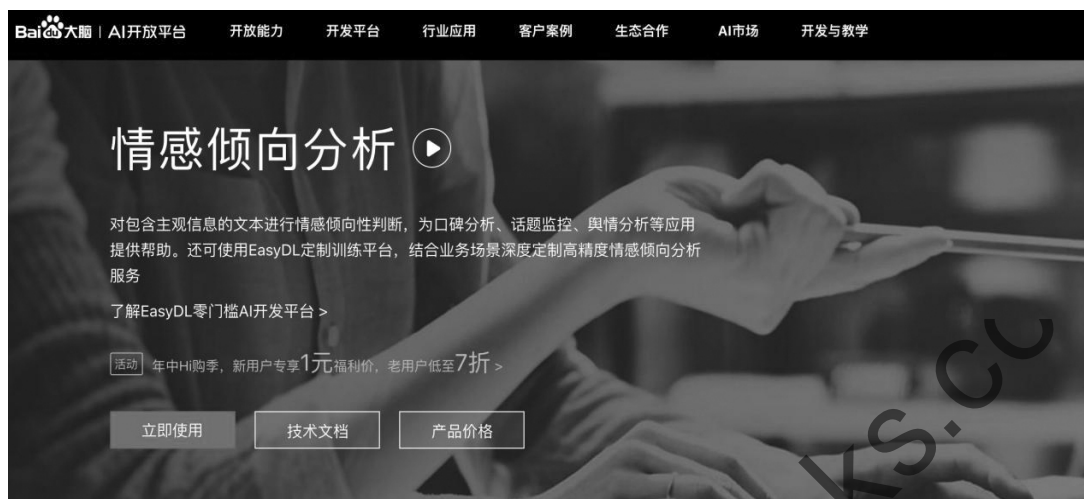 Bai du 大脑 | AI开放平台 开放能力 开发平台 行业应用 客户案例 生态合作 AI市场 开发与教学
情感倾向分析
对包含主观信息的文本进行情感倾向性判断，为口碑分析、话题监控、舆情分析等应用
提供帮助。还可使用EasyDL定制训练平台，结合业务场景深度定制高精度情感倾向分析
服务
了解EasyDL零门槛AI开发平台 >
活动 年中Hi购季，新用户专享1元福利价，老用户低至7折 >
立即使用 技术文档 产品价格
KS.CO